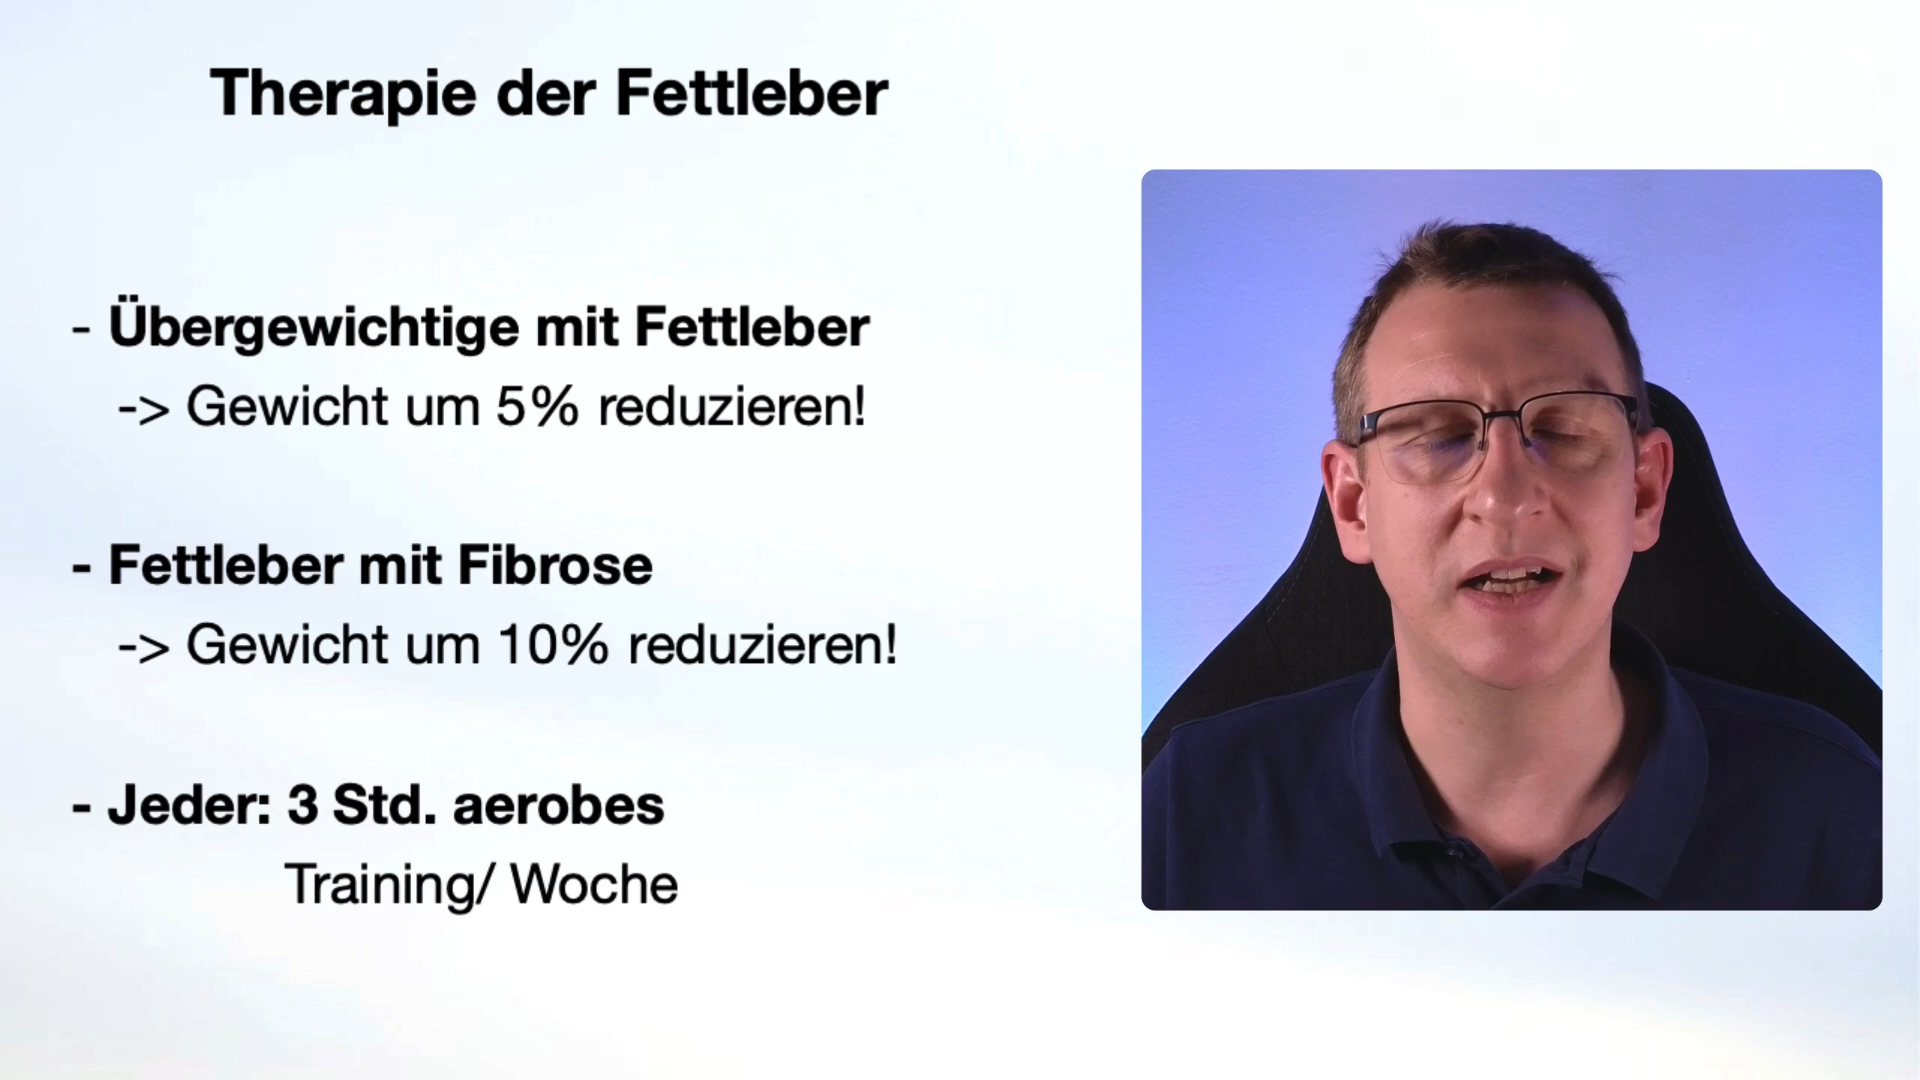 Therapie der Fettleber
- Übergewichtige mit Fettleber
-> Gewicht um 5% reduzieren!
- Fettleber mit Fibrose
-> Gewicht um 10% reduzieren!
- Jeder: 3 Std. aerobes
Training/ Woche